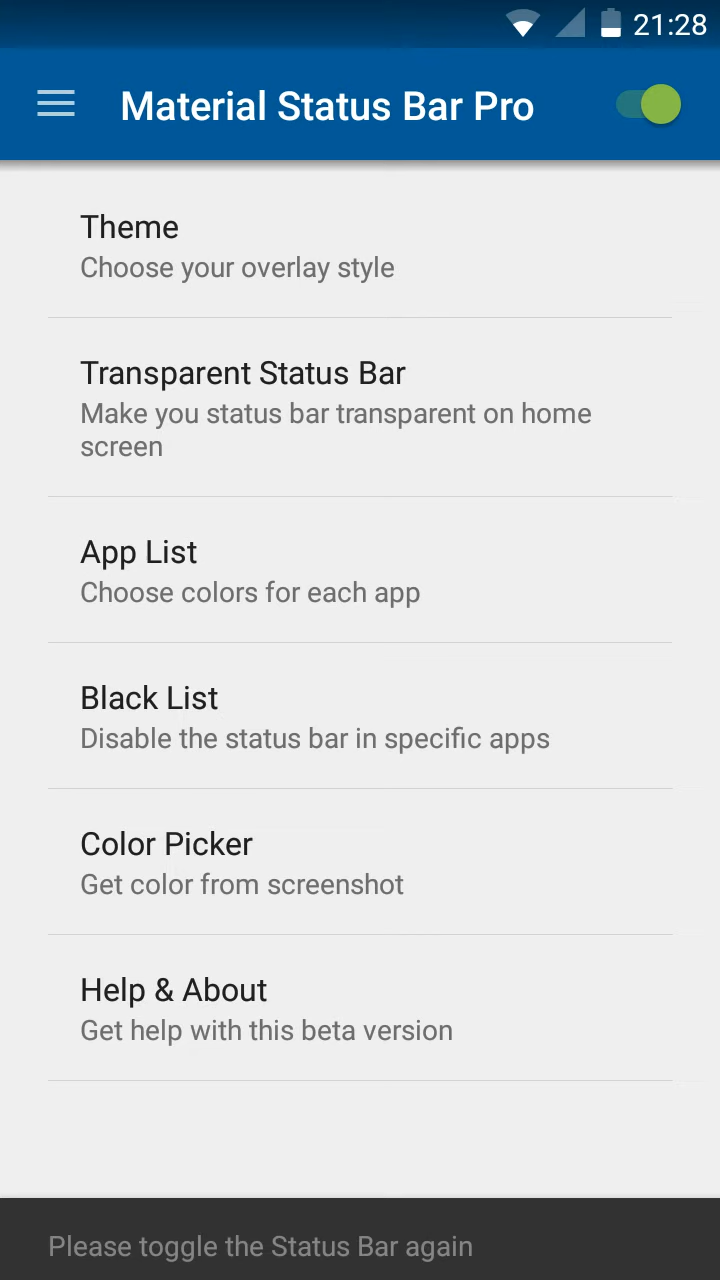 21:28
Material Status Bar Pro
Theme
Choose your overlay style
Transparent Status Bar
Make you status bar transparent on home
screen
App List
Choose colors for each app
Black List
Disable the status bar in specific apps
Color Picker
Get color from screenshot
Help & About
Get help with this beta version
Please toggle the Status Bar again